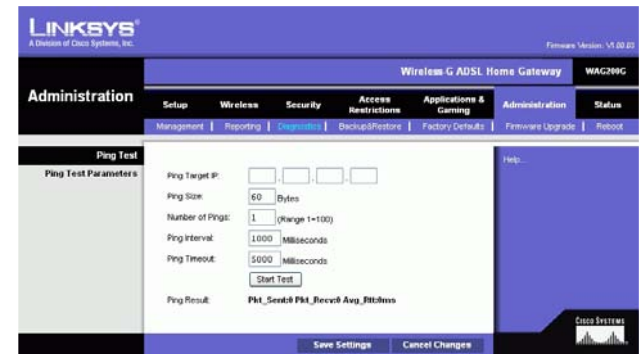 LINKSYS®
A Division of Cisco Systems, Inc.
Firmware Version: V1.00.03
Wireless-G ADSL Home Gateway WAG200G
Administration
Setup Wireless Security Access Restrictions Applications & Gaming Administration Status
Management | Reporting | Diagnostics | Backup&Restore | Factory Defaults | Firmware Upgrade | Reboot
Ping Test
Ping Test Parameters
Help...
Ping Target IP: . . .
Ping Size: 60 Bytes
Number of Pings: 1 (Range 1~100)
Ping Interval: 1000 Milliseconds
Ping Timeout: 5000 Milliseconds
Start Test
Ping Result: Pkt_Sent:0 Pkt_Recv:0 Avg_Rtt:0ms
Save Settings Cancel Changes
CISCO SYSTEMS